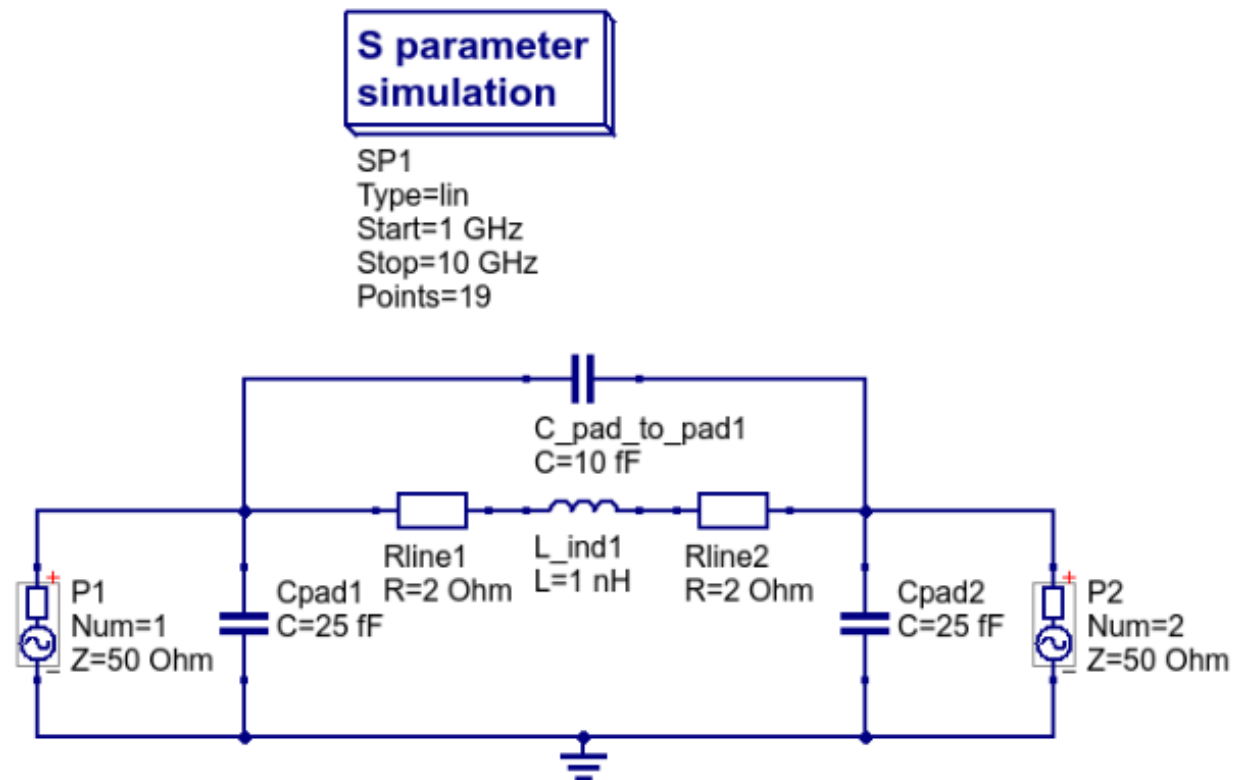 S parameter
simulation
SP1
Type=lin
Start=1 GHz
Stop=10 GHz
Points=19
C_pad_to_pad1
C=10 fF
Rline1
R=2 Ohm
L_ind1
L=1 nH
Rline2
R=2 Ohm
P1
Num=1
Z=50 Ohm
Cpad1
C=25 fF
Cpad2
C=25 fF
P2
Num=2
Z=50 Ohm